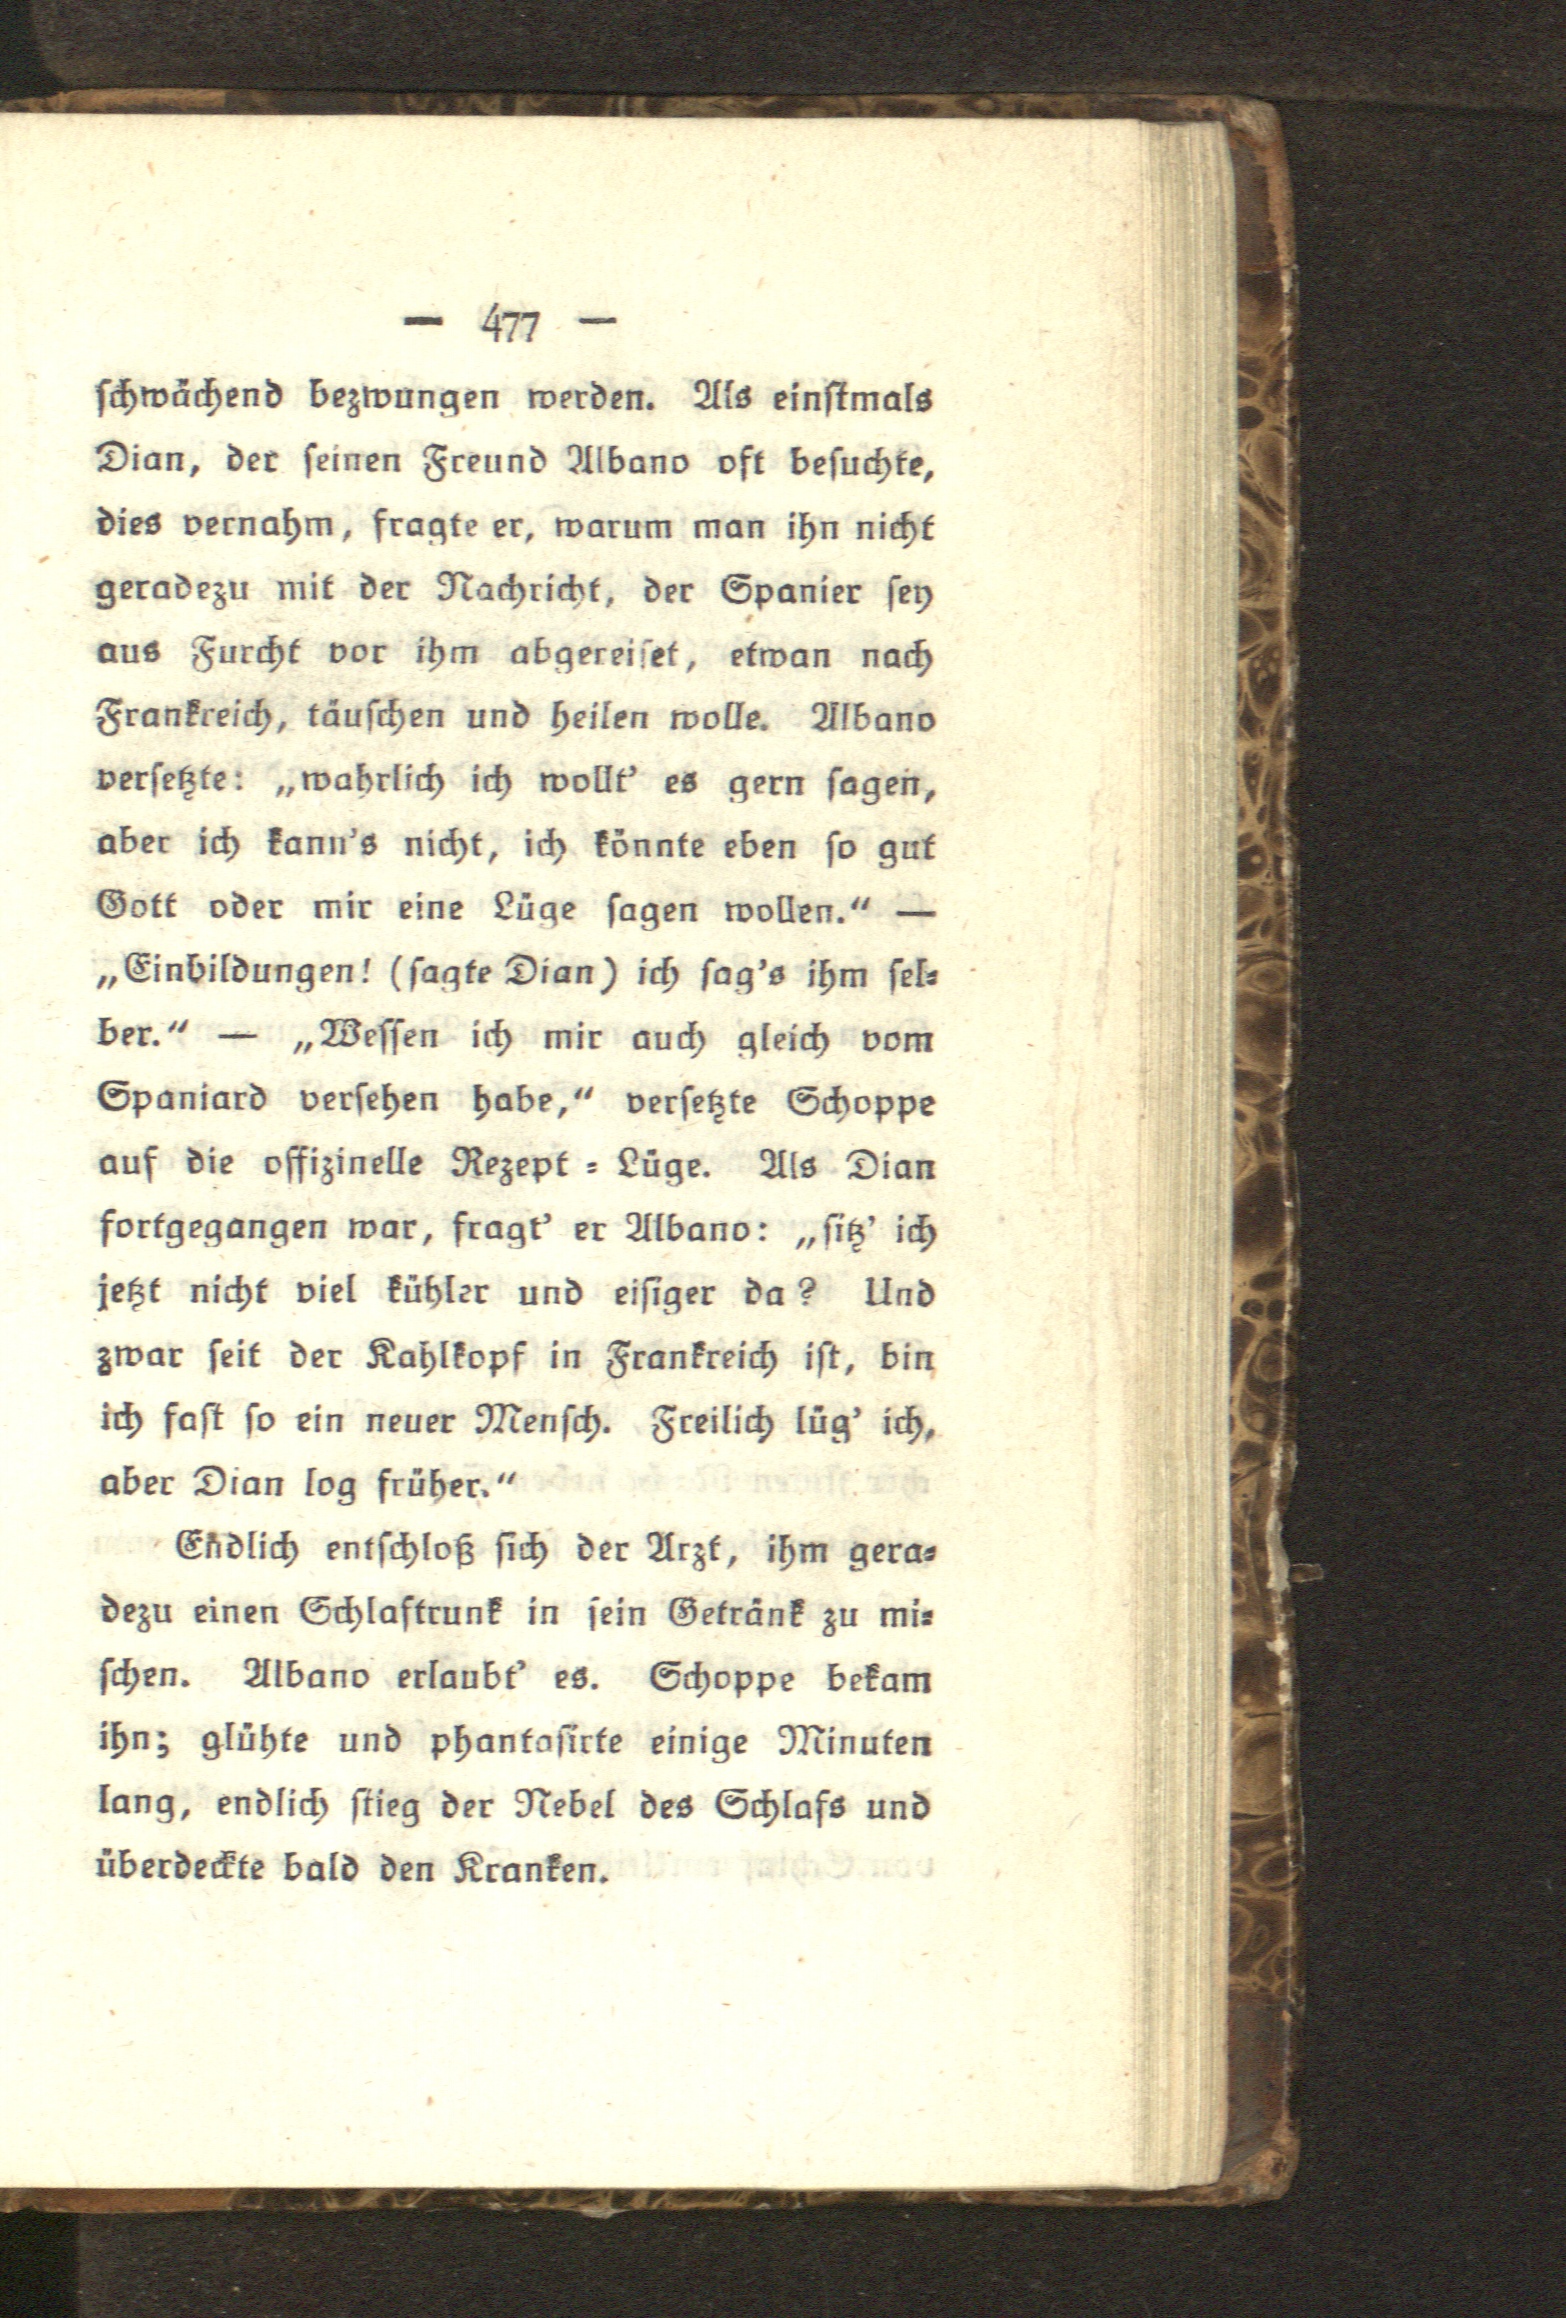 — 477 —
ſchwächend bezwungen werden. Als einſtmals
Dian, der ſeinen Freund Albano oft beſuchte,
dies vernahm, fragte er, warum man ihn nicht
geradezu mit der Nachricht, der Spanier ſey
aus Furcht vor ihm abgereiſet, etwan nach
Frankreich, täuſchen und heilen wolle. Albano
verſetzte: „wahrlich ich wollt’ es gern ſagen,
aber ich kann’s nicht, ich könnte eben ſo gut
Gott oder mir eine Lüge ſagen wollen.“ —
„Einbildungen! (ſagte Dian) ich ſag’s ihm ſel⸗
ber.“ — „Weſſen ich mir auch gleich vom
Spaniard verſehen habe,“ verſetzte Schoppe
auf die offizinelle Rezept⸗Lüge. Als Dian
fortgegangen war, fragt’ er Albano: „ſitz’ ich
jetzt nicht viel kühler und eiſiger da? Und
zwar ſeit der Kahlkopf in Frankreich iſt, bin
ich faſt ſo ein neuer Menſch. Freilich lüg’ ich,
aber Dian log früher.“
Endlich entſchloß ſich der Arzt, ihm gera⸗
dezu einen Schlaftrunk in ſein Getränk zu mi⸗
ſchen. Albano erlaubt’ es. Schoppe bekam
ihn; glühte und phantaſirte einige Minuten
lang, endlich ſtieg der Nebel des Schlafs und
überdeckte bald den Kranken.